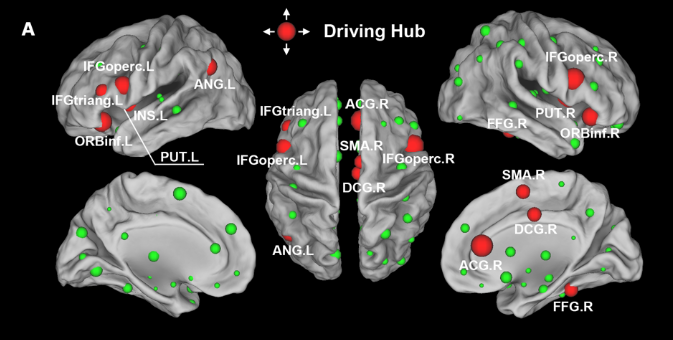 A
Driving Hub
IFGoperc.L
ANG.L
IFGtriang.L
INS.L
ORBinf.L
PUT.L
ACG.R
IFGtriang.L
SMA.R
IFGoperc.L
IFGoperc.R
DCG.R
ANG.L
IFGoperc.R
PUT.R
FFG.R
ORBinf.R
SMA.R
DCG.R
ACG.R
FFG.R